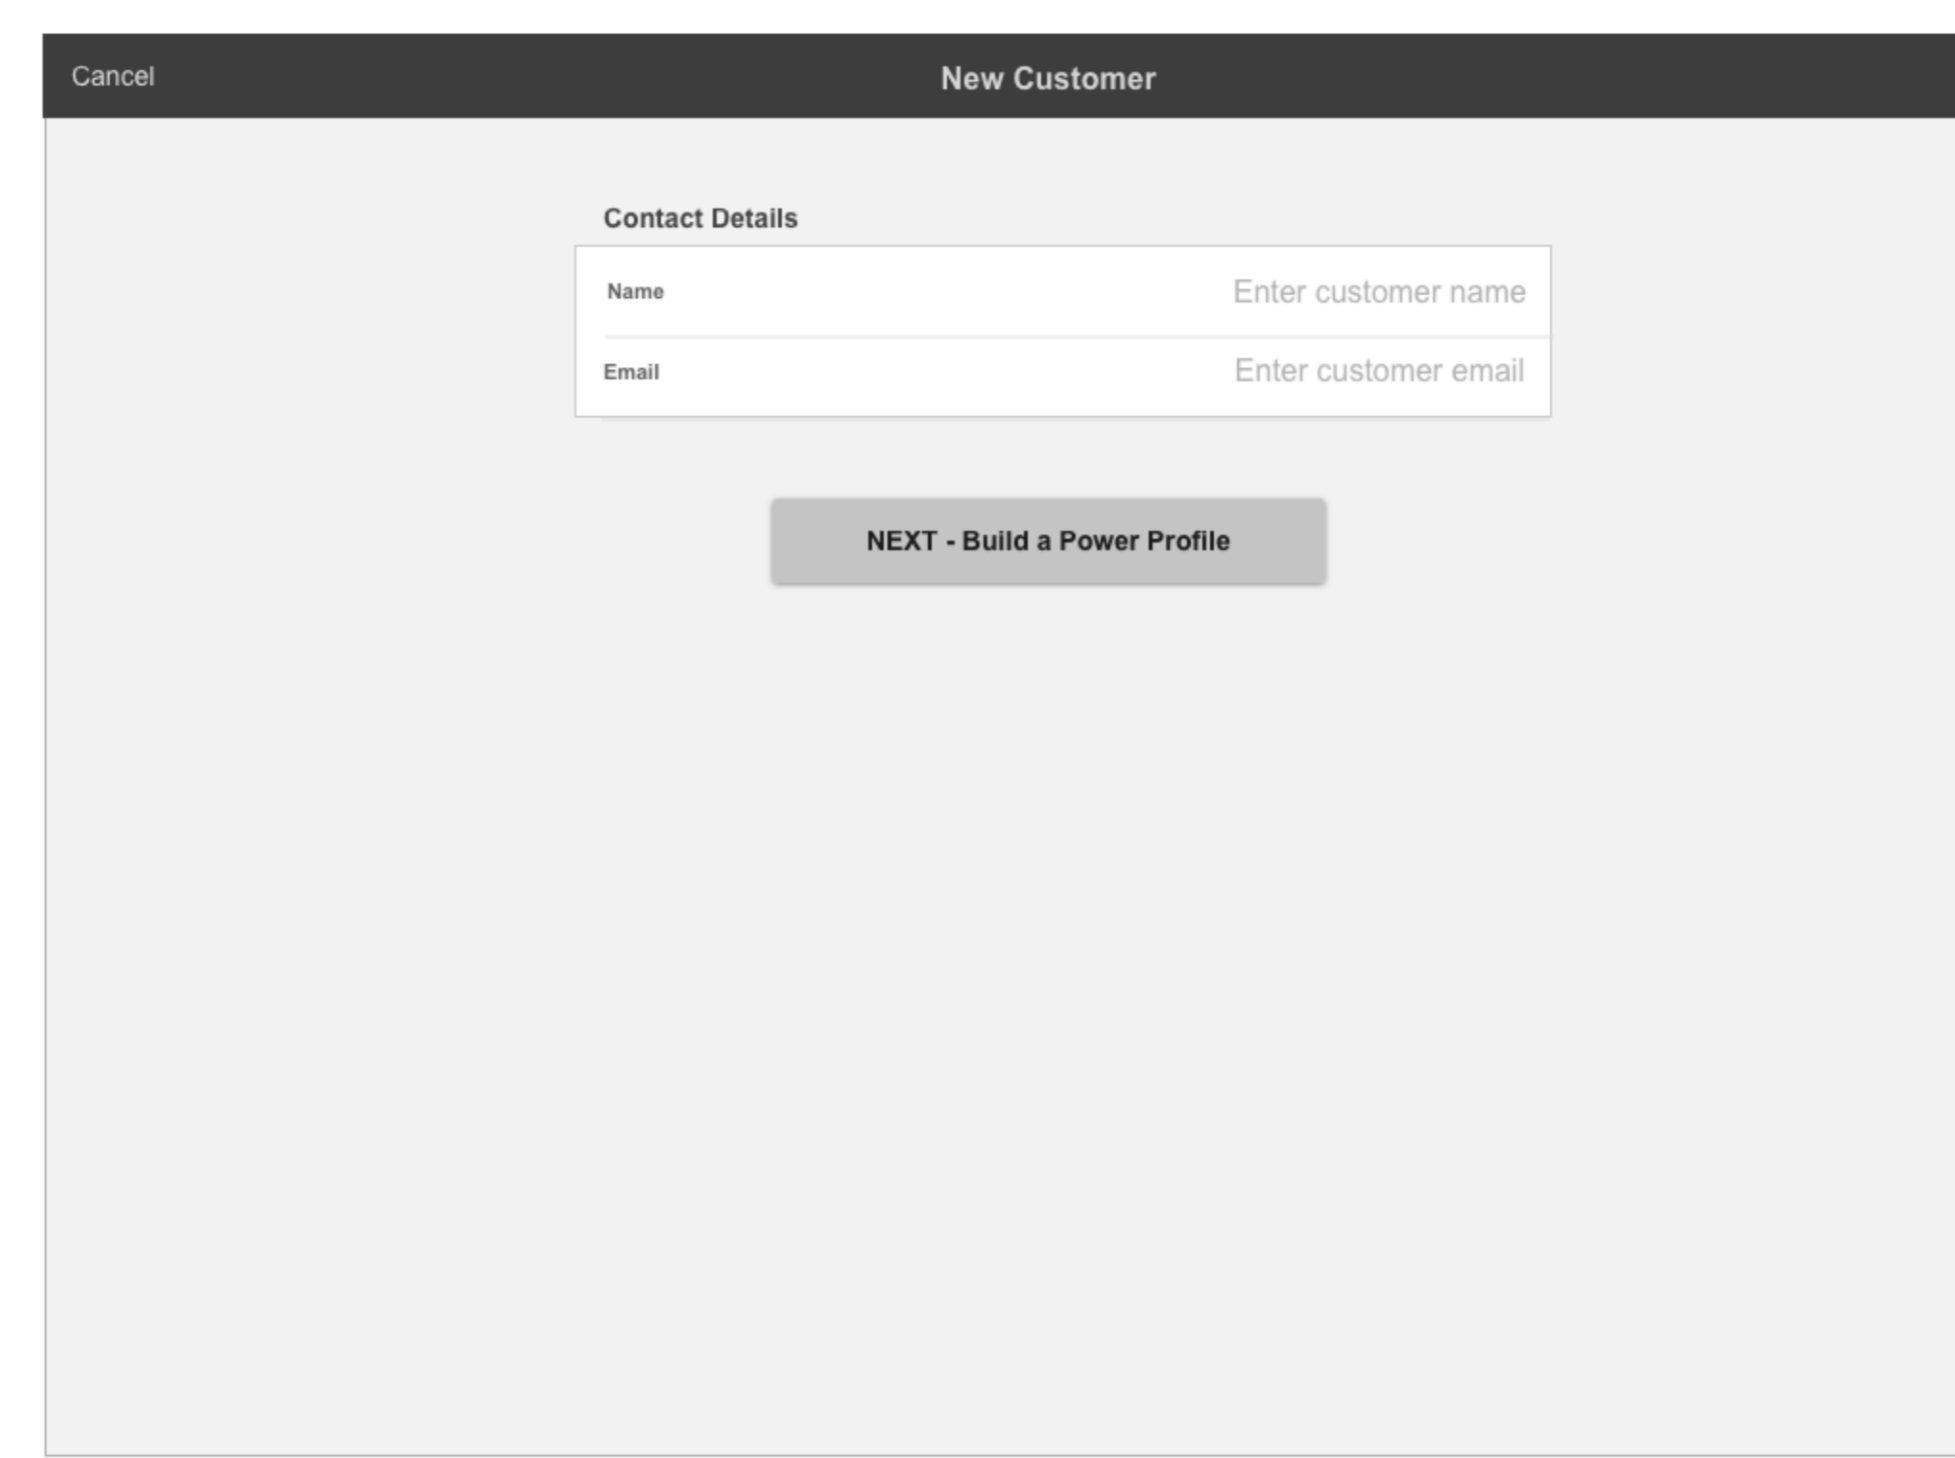 Cancel
New Customer
Contact Details
Name
Enter customer name
Email
Enter customer email
NEXT - Build a Power Profile